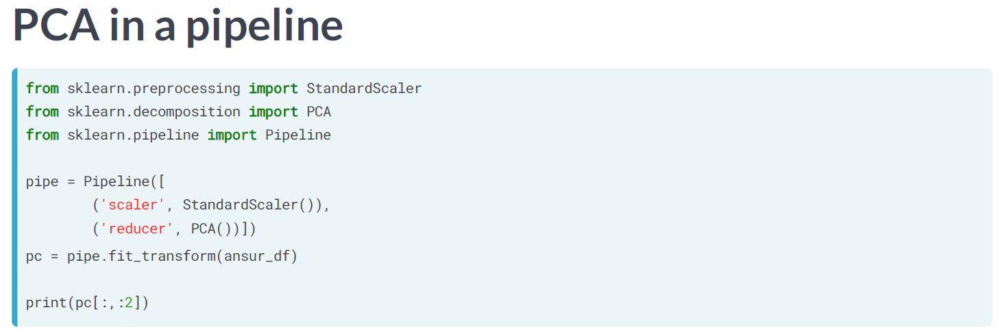 PCA in a pipeline
from sklearn.preprocessing import StandardScaler
from sklearn.decomposition import PCA
from sklearn.pipeline import Pipeline
pipe = Pipeline([
        ('scaler', StandardScaler()),
        ('reducer', PCA())])
pc = pipe.fit_transform(ansur_df)
print(pc[:,:2])